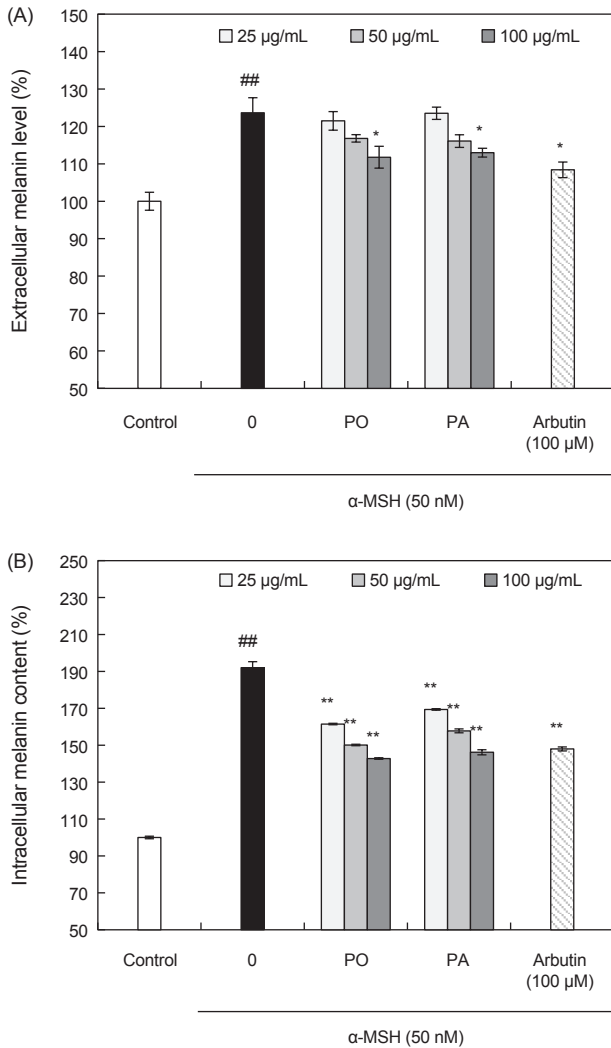 (A)
Extracellular melanin level (%)
150
140
130
120
110
100
90
80
70
60
50
25 µg/mL 50 µg/mL 100 µg/mL
##
*
*
*
Control 0 PO PA Arbutin
(100 µM)
α-MSH (50 nM)
(B)
Intracellular melanin content (%)
250
230
210
190
170
150
130
110
90
70
50
25 µg/mL 50 µg/mL 100 µg/mL
##
** ** **
** ** **
**
Control 0 PO PA Arbutin
(100 µM)
α-MSH (50 nM)